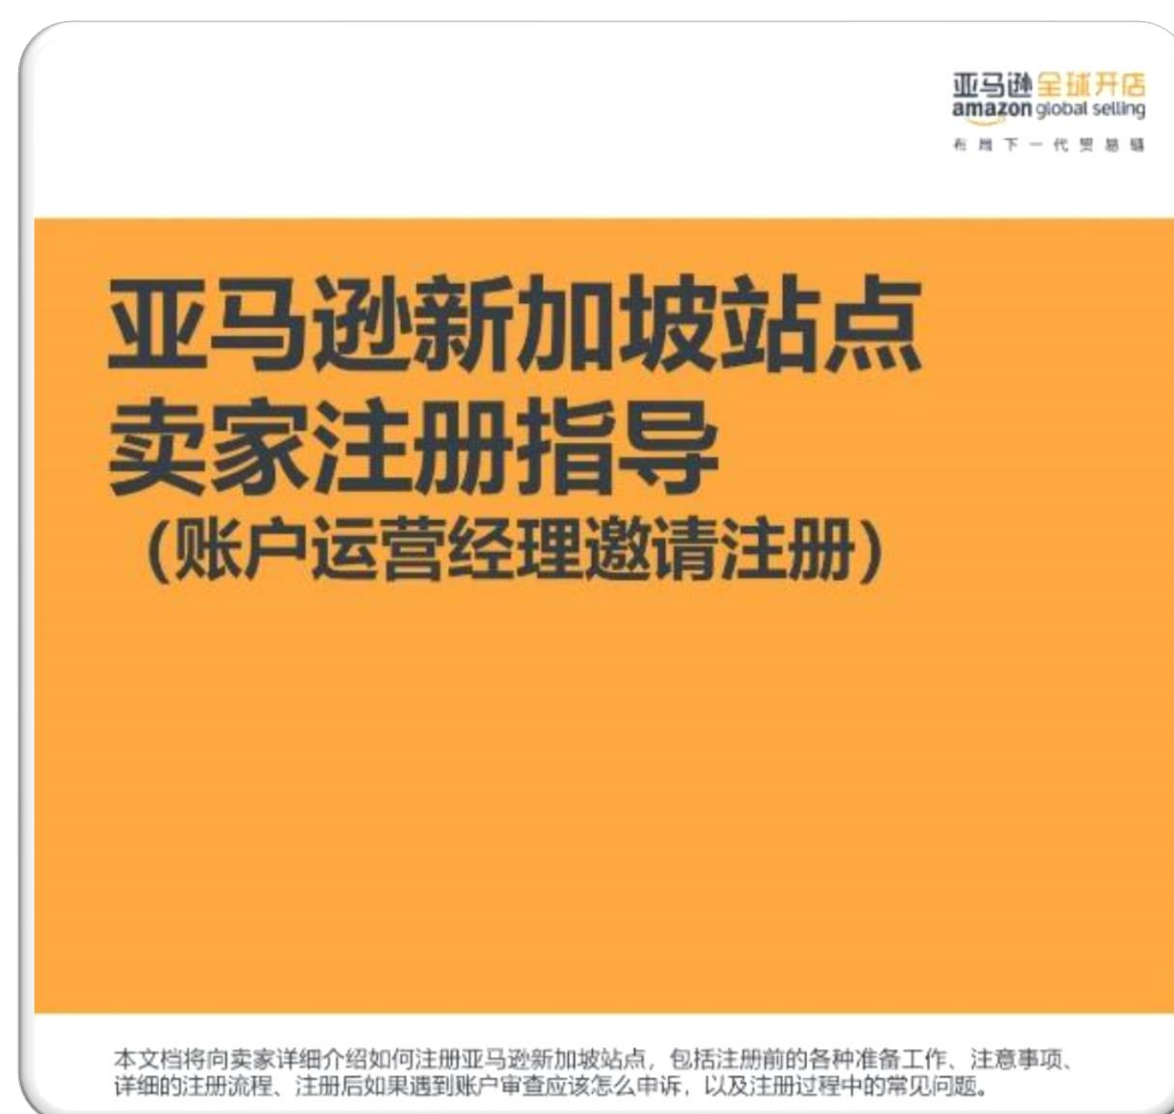 亚马逊全球开店
amazon global selling
布局下一代贸易链
亚马逊新加坡站点
卖家注册指导
（账户运营经理邀请注册）
本文档将向卖家详细介绍如何注册亚马逊新加坡站点，包括注册前的各种准备工作、注意事项、
详细的注册流程、注册后如果遇到账户审查应该怎么申诉，以及注册过程中的常见问题。